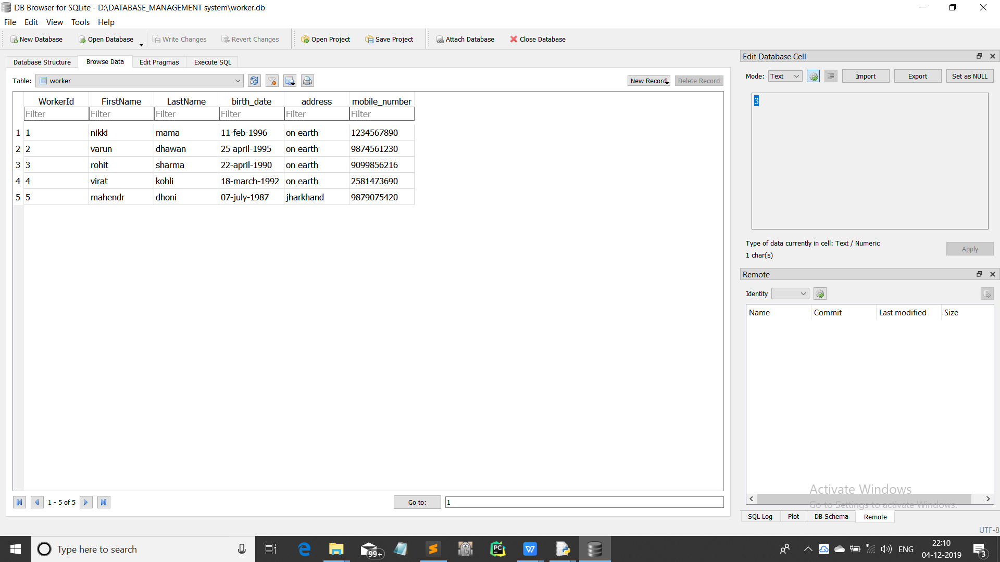 DB Browser for SQLite - D:\DATABASE_MANAGEMENT system\worker.db
File Edit View Tools Help
New Database Open Database Write Changes Revert Changes Open Project Save Project Attach Database Close Database
Database Structure Browse Data Edit Pragmas Execute SQL
Table: worker New Record Delete Record
WorkerId FirstName LastName birth_date address mobile_number
Filter Filter Filter Filter Filter Filter
1 1 nikki mama 11-feb-1996 on earth 1234567890
2 2 varun dhawan 25 april-1995 on earth 9874561230
3 3 rohit sharma 22-april-1990 on earth 9099856216
4 4 virat kohli 18-march-1992 on earth 2581473690
5 5 mahendr dhoni 07-july-1987 jharkhand 9879075420
1 - 5 of 5 Go to: 1
Edit Database Cell
Mode: Text Import Export Set as NULL
3
Type of data currently in cell: Text / Numeric
1 char(s)
Apply
Remote
Identity
Name Commit Last modified Size
Activate Windows
Go to Settings to activate Windows.
SQL Log Plot DB Schema Remote
UTF-8
Type here to search 99+ PC W ENG 22:10
04-12-2019 3